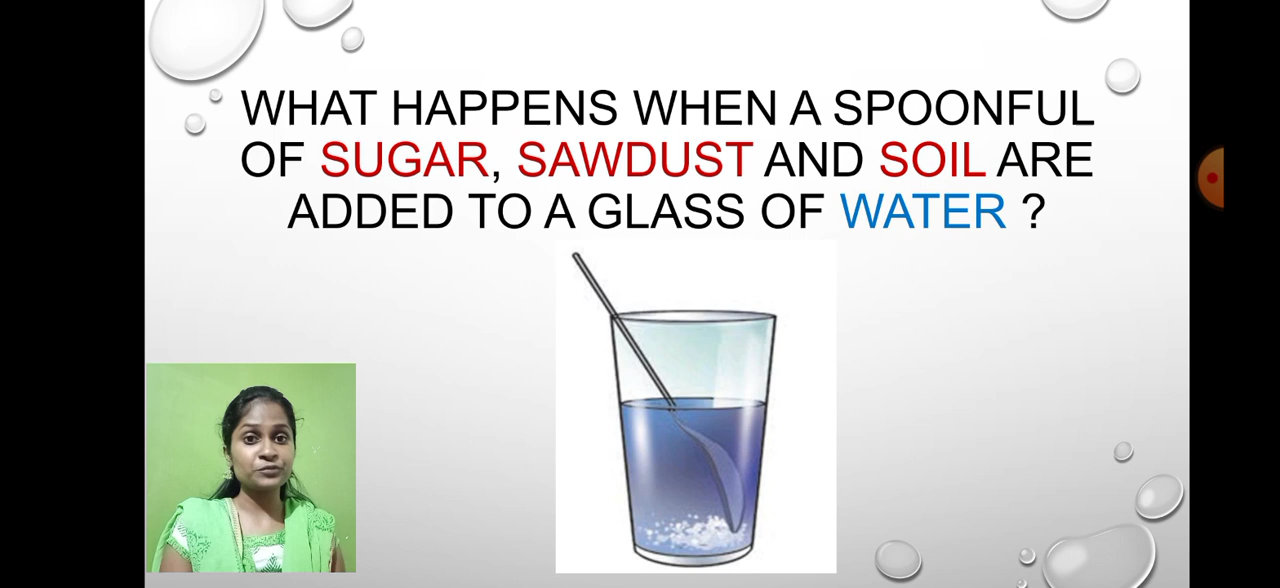 WHAT HAPPENS WHEN A SPOONFUL
OF SUGAR, SAWDUST AND SOIL ARE
ADDED TO A GLASS OF WATER ?